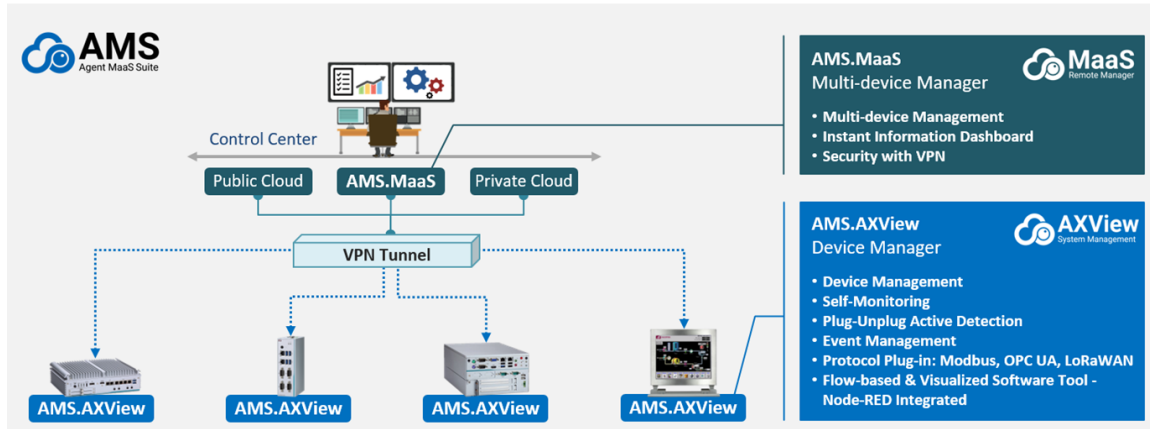 AMS
Agent MaaS Suite
Control Center
Public Cloud
AMS.MaaS
Private Cloud
VPN Tunnel
AMS.AXView
AMS.AXView
AMS.AXView
AMS.AXView
AMS.MaaS
Multi-device Manager
MaaS
Remote Manager
• Multi-device Management
• Instant Information Dashboard
• Security with VPN
AMS.AXView
Device Manager
AXView
System Management
• Device Management
• Self-Monitoring
• Plug-Unplug Active Detection
• Event Management
• Protocol Plug-in: Modbus, OPC UA, LoRaWAN
• Flow-based & Visualized Software Tool -
Node-RED Integrated